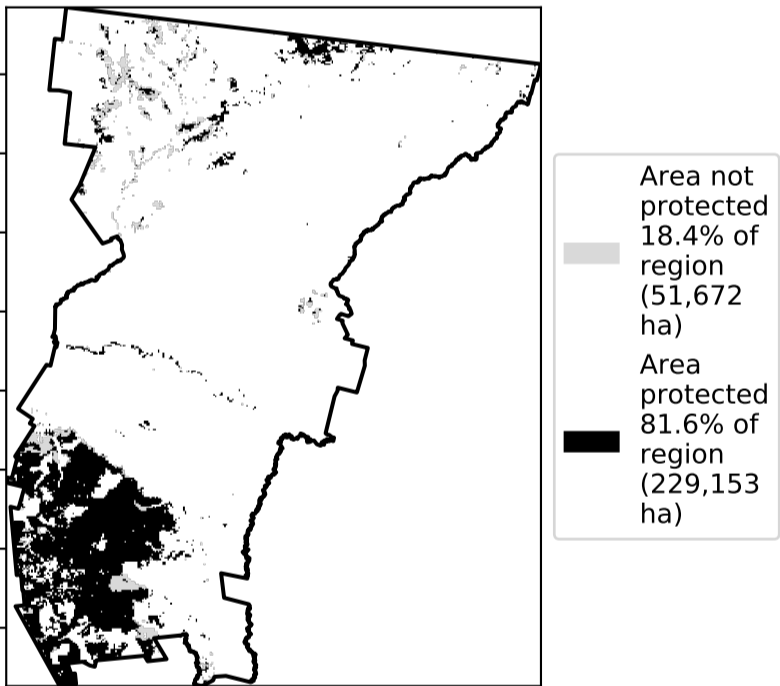 Area not
protected
18.4% of
region
(51,672
ha)
Area
protected
81.6% of
region
(229,153
ha)